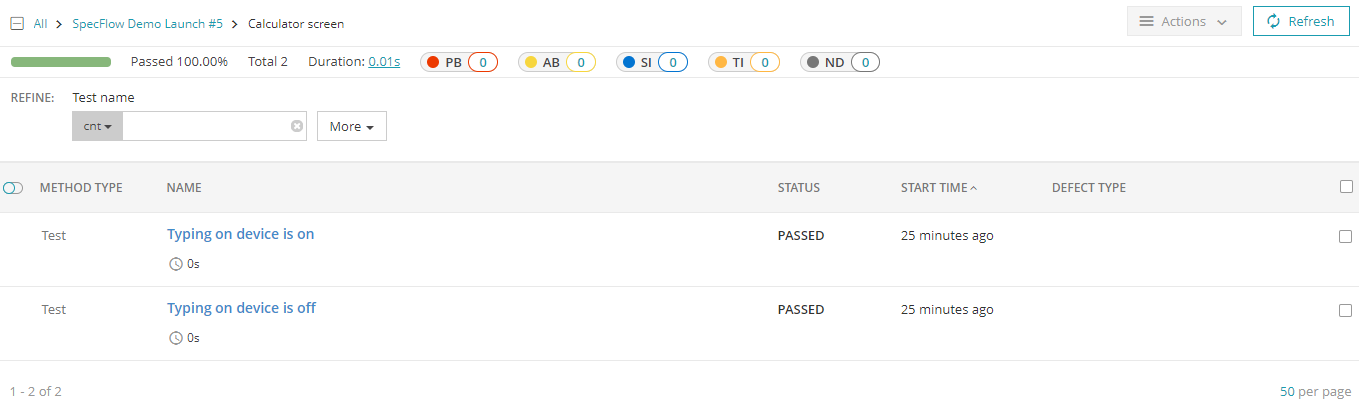 All > SpecFlow Demo Launch #5 > Calculator screen Actions Refresh
Passed 100.00% Total 2 Duration: 0.01s PB 0 AB 0 SI 0 TI 0 ND 0
REFINE: Test name
cnt More
METHOD TYPE NAME STATUS START TIME DEFECT TYPE
Test Typing on device is on PASSED 25 minutes ago
0s
Test Typing on device is off PASSED 25 minutes ago
0s
1 - 2 of 2 50 per page